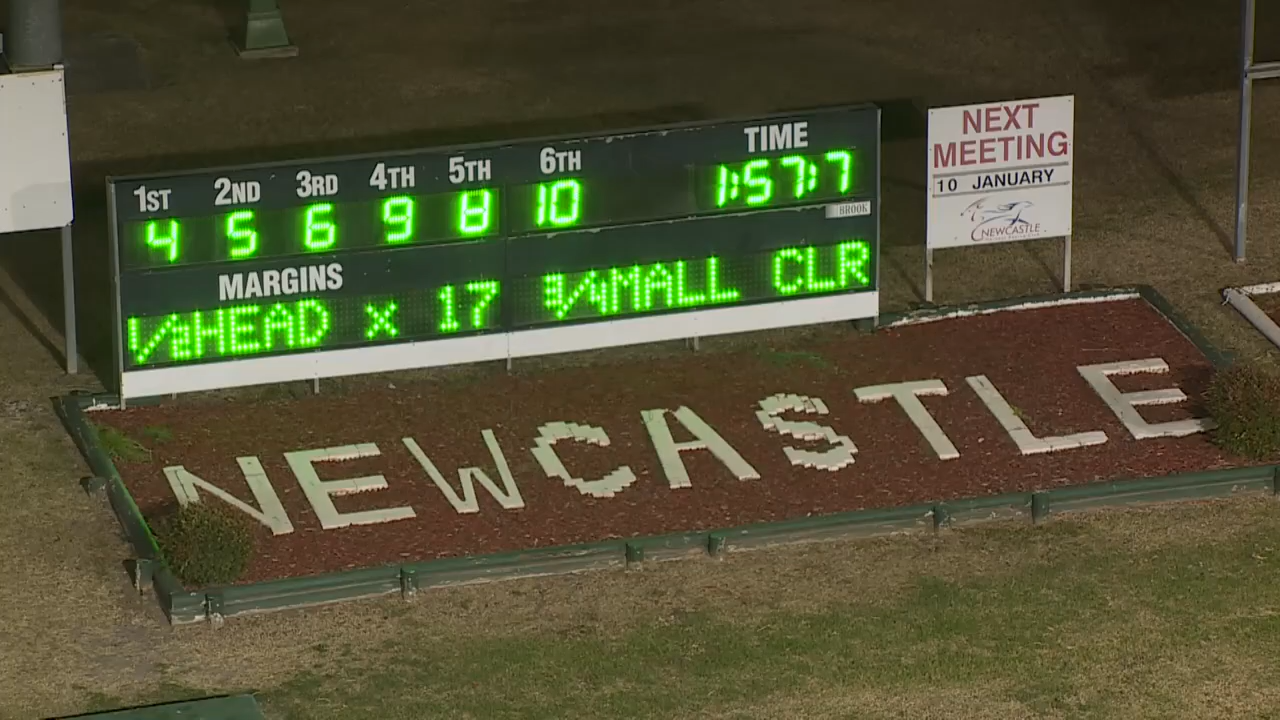 1ST 2ND 3RD 4TH 5TH 6TH TIME
4 5 6 9 8 10 1:57:7
BROOK
MARGINS
1/2HEAD x 17 3/4MALL CLR
NEXT
MEETING
10 JANUARY
NEWCASTLE
NEWCASTLE